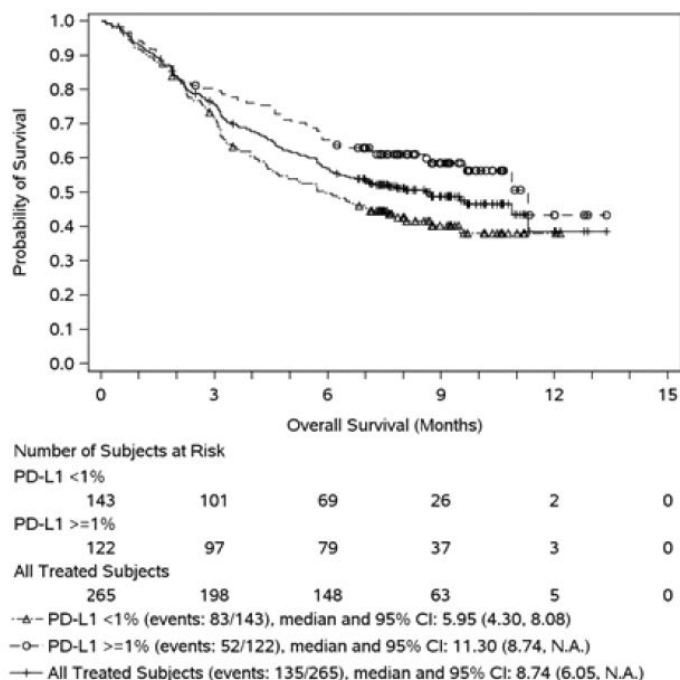 Probability of Survival
1.0
0.9
0.8
0.7
0.6
0.5
0.4
0.3
0.2
0.1
0.0
0 3 6 9 12 15
Overall Survival (Months)
Number of Subjects at Risk
PD-L1 <1%
143 101 69 26 2 0
PD-L1 >=1%
122 97 79 37 3 0
All Treated Subjects
265 198 148 63 5 0
PD-L1 <1% (events: 83/143), median and 95% CI: 5.95 (4.30, 8.08)
PD-L1 >=1% (events: 52/122), median and 95% CI: 11.30 (8.74, N.A.)
All Treated Subjects (events: 135/265), median and 95% CI: 8.74 (6.05, N.A.)